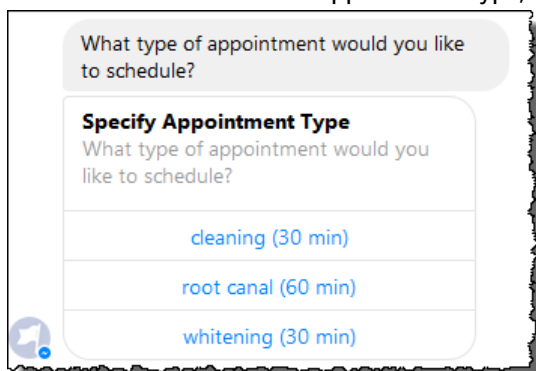 What type of appointment would you like
to schedule?
Specify Appointment Type
What type of appointment would you
like to schedule?
cleaning (30 min)
root canal (60 min)
whitening (30 min)